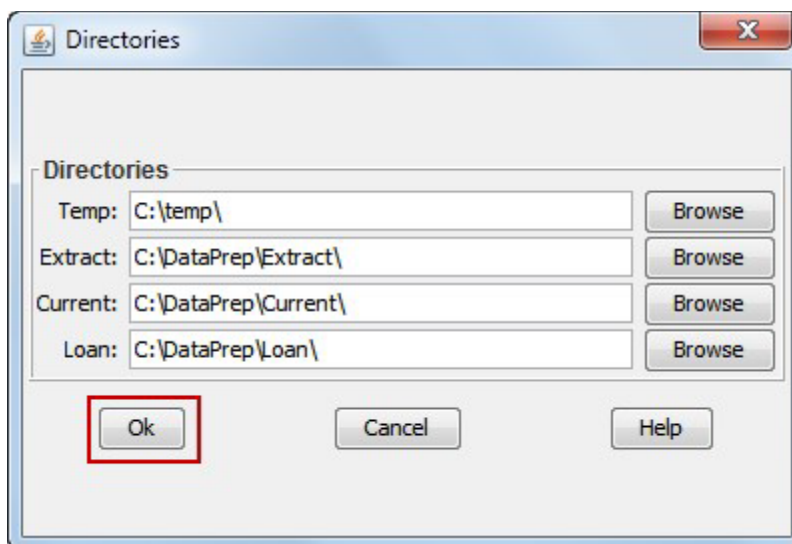 Directories
Directories
Temp: C:\temp\ Browse
Extract: C:\DataPrep\Extract\ Browse
Current: C:\DataPrep\Current\ Browse
Loan: C:\DataPrep\Loan\ Browse
Ok Cancel Help